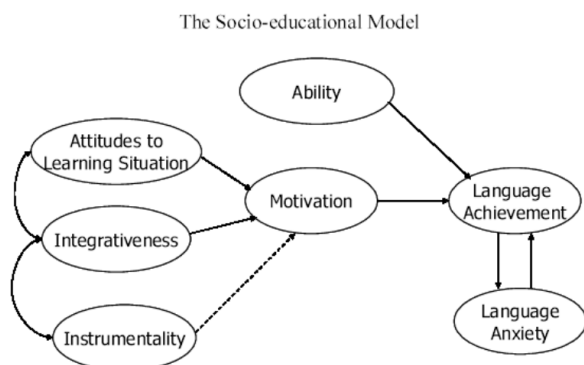 The Socio-educational Model
Ability
Attitudes to
Learning Situation
Motivation
Language
Achievement
Integrativeness
Instrumentality
Language
Anxiety